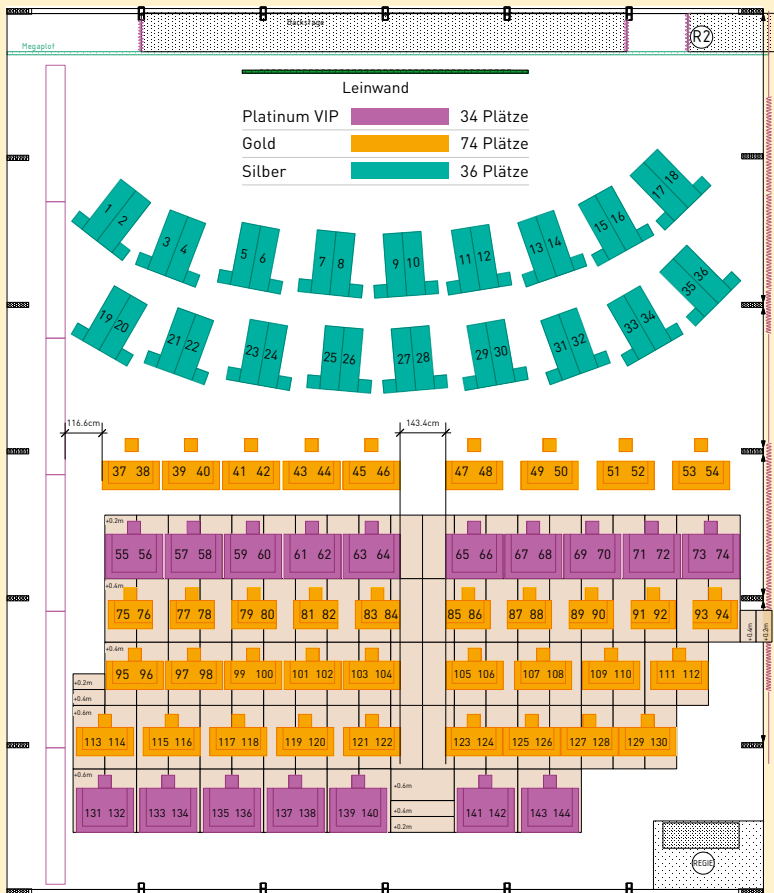 Backstage
R2
Megaplot
Leinwand
Platinum VIP 34 Plätze
Gold 74 Plätze
Silber 36 Plätze
1 2 3 4 5 6 7 8 9 10 11 12 13 14 15 16 17 18
19 20 21 22 23 24 25 26 27 28 29 30 31 32 33 34 35 36
116.6cm 143.4cm
37 38 39 40 41 42 43 44 45 46 47 48 49 50 51 52 53 54
+0.2m
55 56 57 58 59 60 61 62 63 64 65 66 67 68 69 70 71 72 73 74
+0.4m
75 76 77 78 79 80 81 82 83 84 85 86 87 88 89 90 91 92 93 94
+0.4m +0.2m
+0.4m
95 96 97 98 99 100 101 102 103 104 105 106 107 108 109 110 111 112
+0.2m
+0.4m
+0.6m
113 114 115 116 117 118 119 120 121 122 123 124 125 126 127 128 129 130
+0.6m
+0.6m
+0.4m
+0.2m
131 132 133 134 135 136 137 138 139 140 141 142 143 144
REGIE